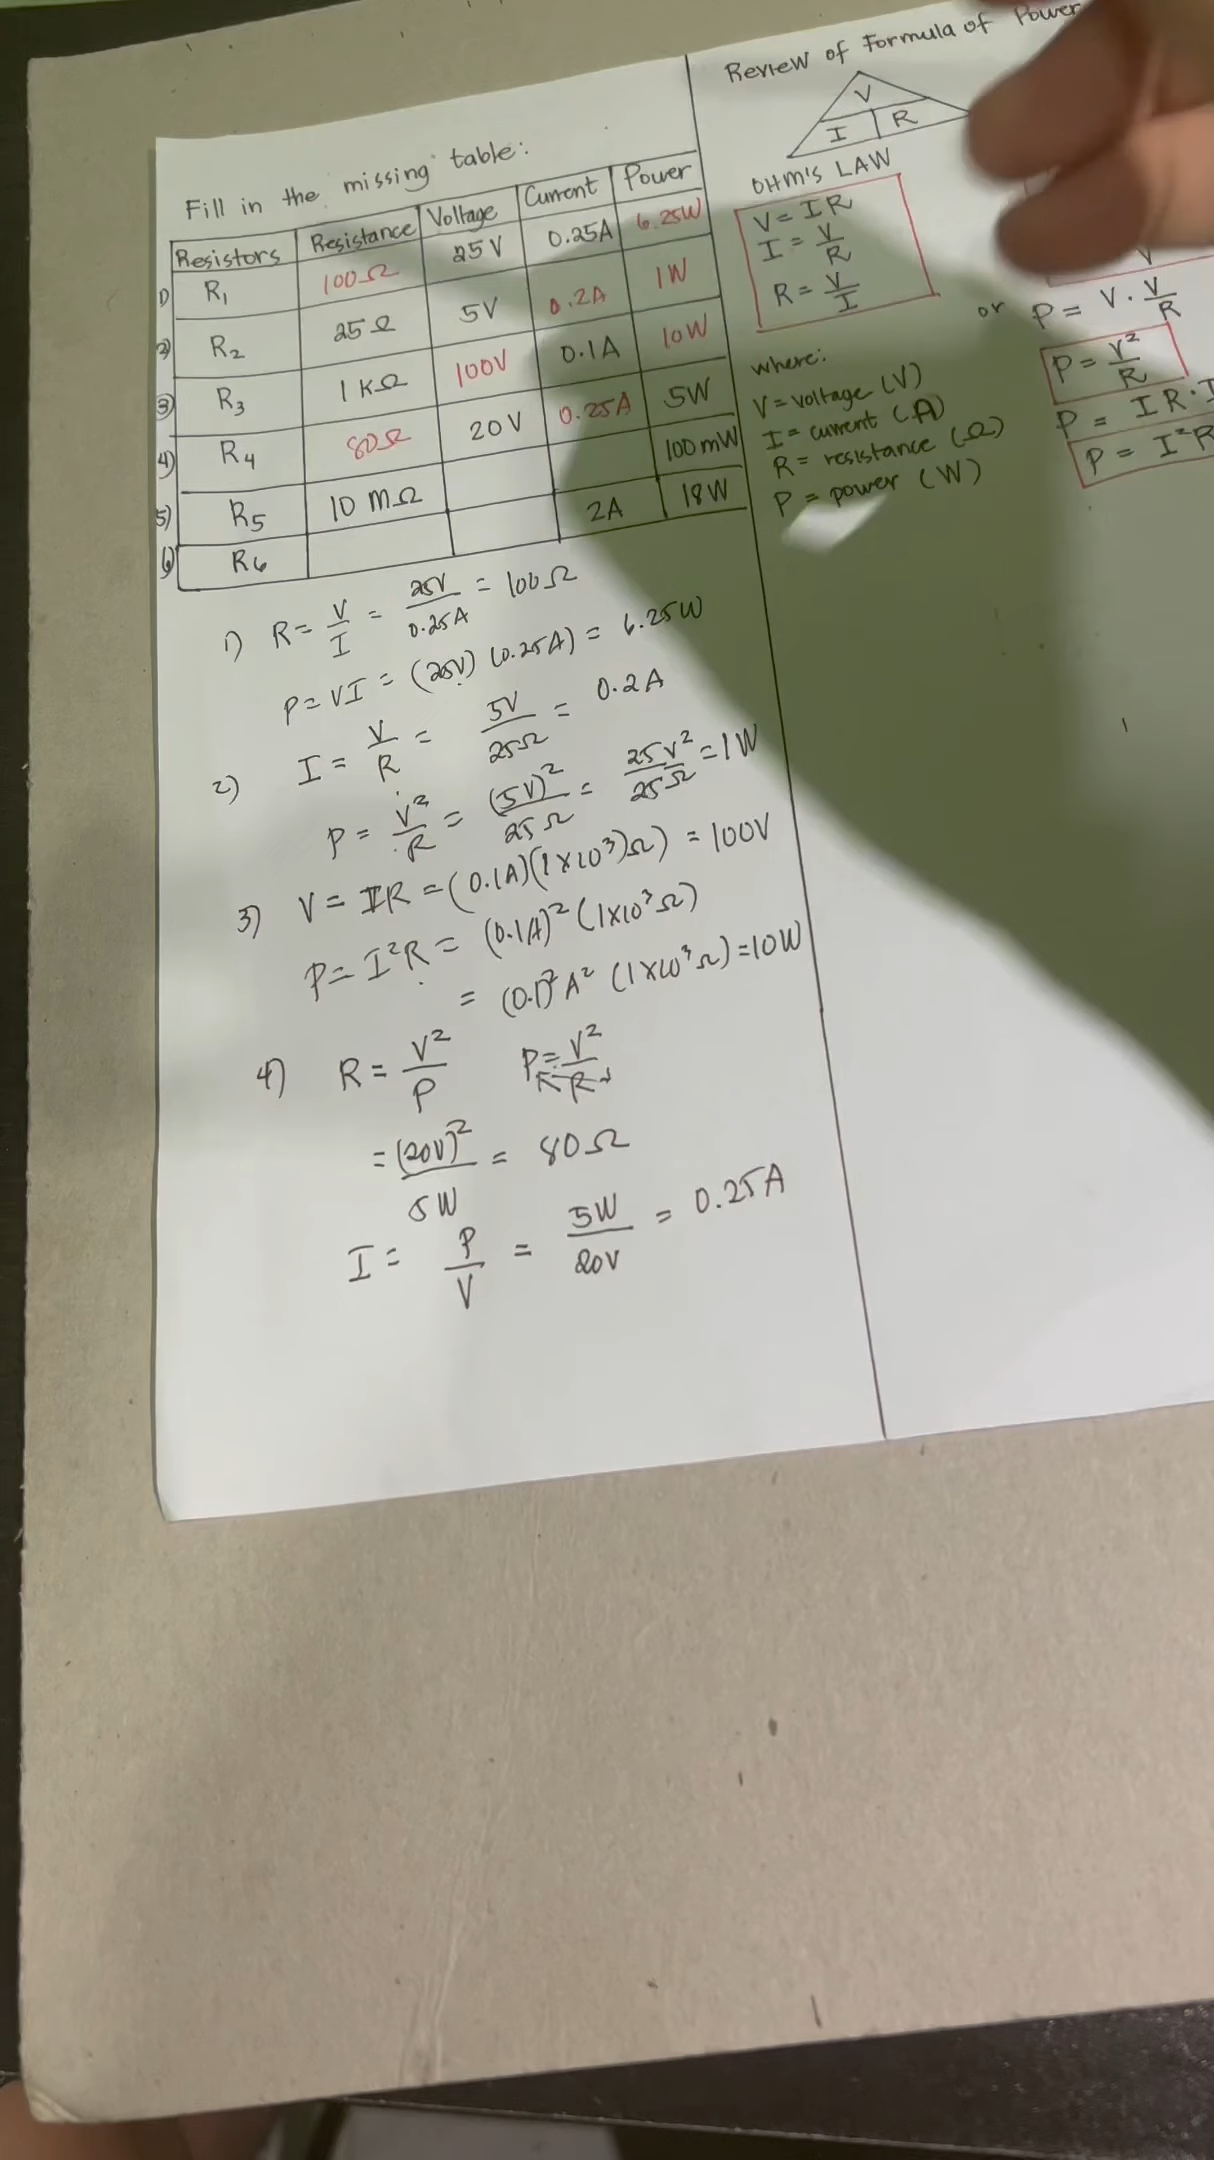 Fill in the missing table:
Resistors Resistance Voltage Current Power
1) R1 100Ω 25V 0.25A 6.25W
2) R2 25Ω 5V 0.2A 1W
3) R3 1KΩ 100V 0.1A 10W
4) R4 80Ω 20V 0.25A 5W
5) R5 10MΩ 100mW
6) R6 2A 18W
1) R = V/I = 25V/0.25A = 100Ω
P = VI = (25V) (0.25A) = 6.25W
2) I = V/R = 5V/25Ω = 0.2A
P = V²/R = (5V)²/25Ω = 25V²/25Ω = 1W
3) V = IR = (0.1A)(1×10³)Ω) = 100V
P = I²R = (0.1A)² (1×10³Ω)
= (0.1)²A² (1×10³Ω) = 10W
4) R = V²/P P = V²/R
= (20V)²/5W = 80Ω
I = P/V = 5W/20V = 0.25A
Review of Formula of Power
V
I R
OHM'S LAW
V = IR
I = V/R
R = V/I
where:
V = voltage (V)
I = current (A)
R = resistance (Ω)
P = power (W)
V
or P = V · V/R
P = V²/R
P = IR · I
P = I²R